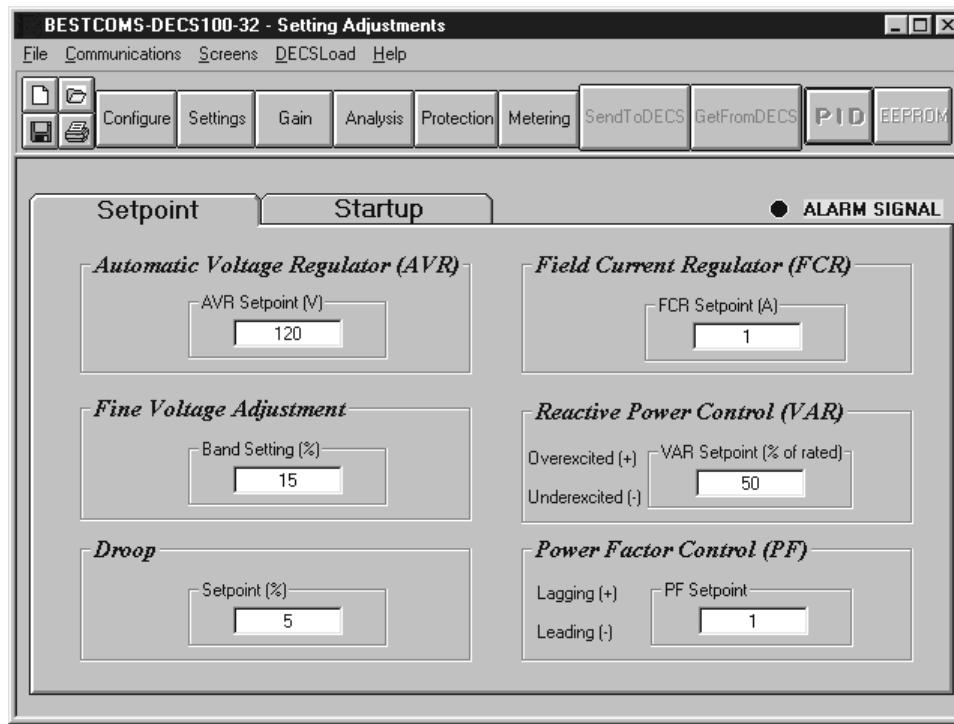 BESTCOMS-DECS100-32 - Setting Adjustments
File Communications Screens DECSLoad Help
Configure Settings Gain Analysis Protection Metering SendToDECS GetFromDECS PID EEPROM
Setpoint Startup ALARM SIGNAL
Automatic Voltage Regulator (AVR)
AVR Setpoint (V)
120
Field Current Regulator (FCR)
FCR Setpoint (A)
1
Fine Voltage Adjustment
Band Setting (%)
15
Reactive Power Control (VAR)
Overexcited (+)
Underexcited (-)
VAR Setpoint (% of rated)
50
Droop
Setpoint (%)
5
Power Factor Control (PF)
Lagging (+)
Leading (-)
PF Setpoint
1